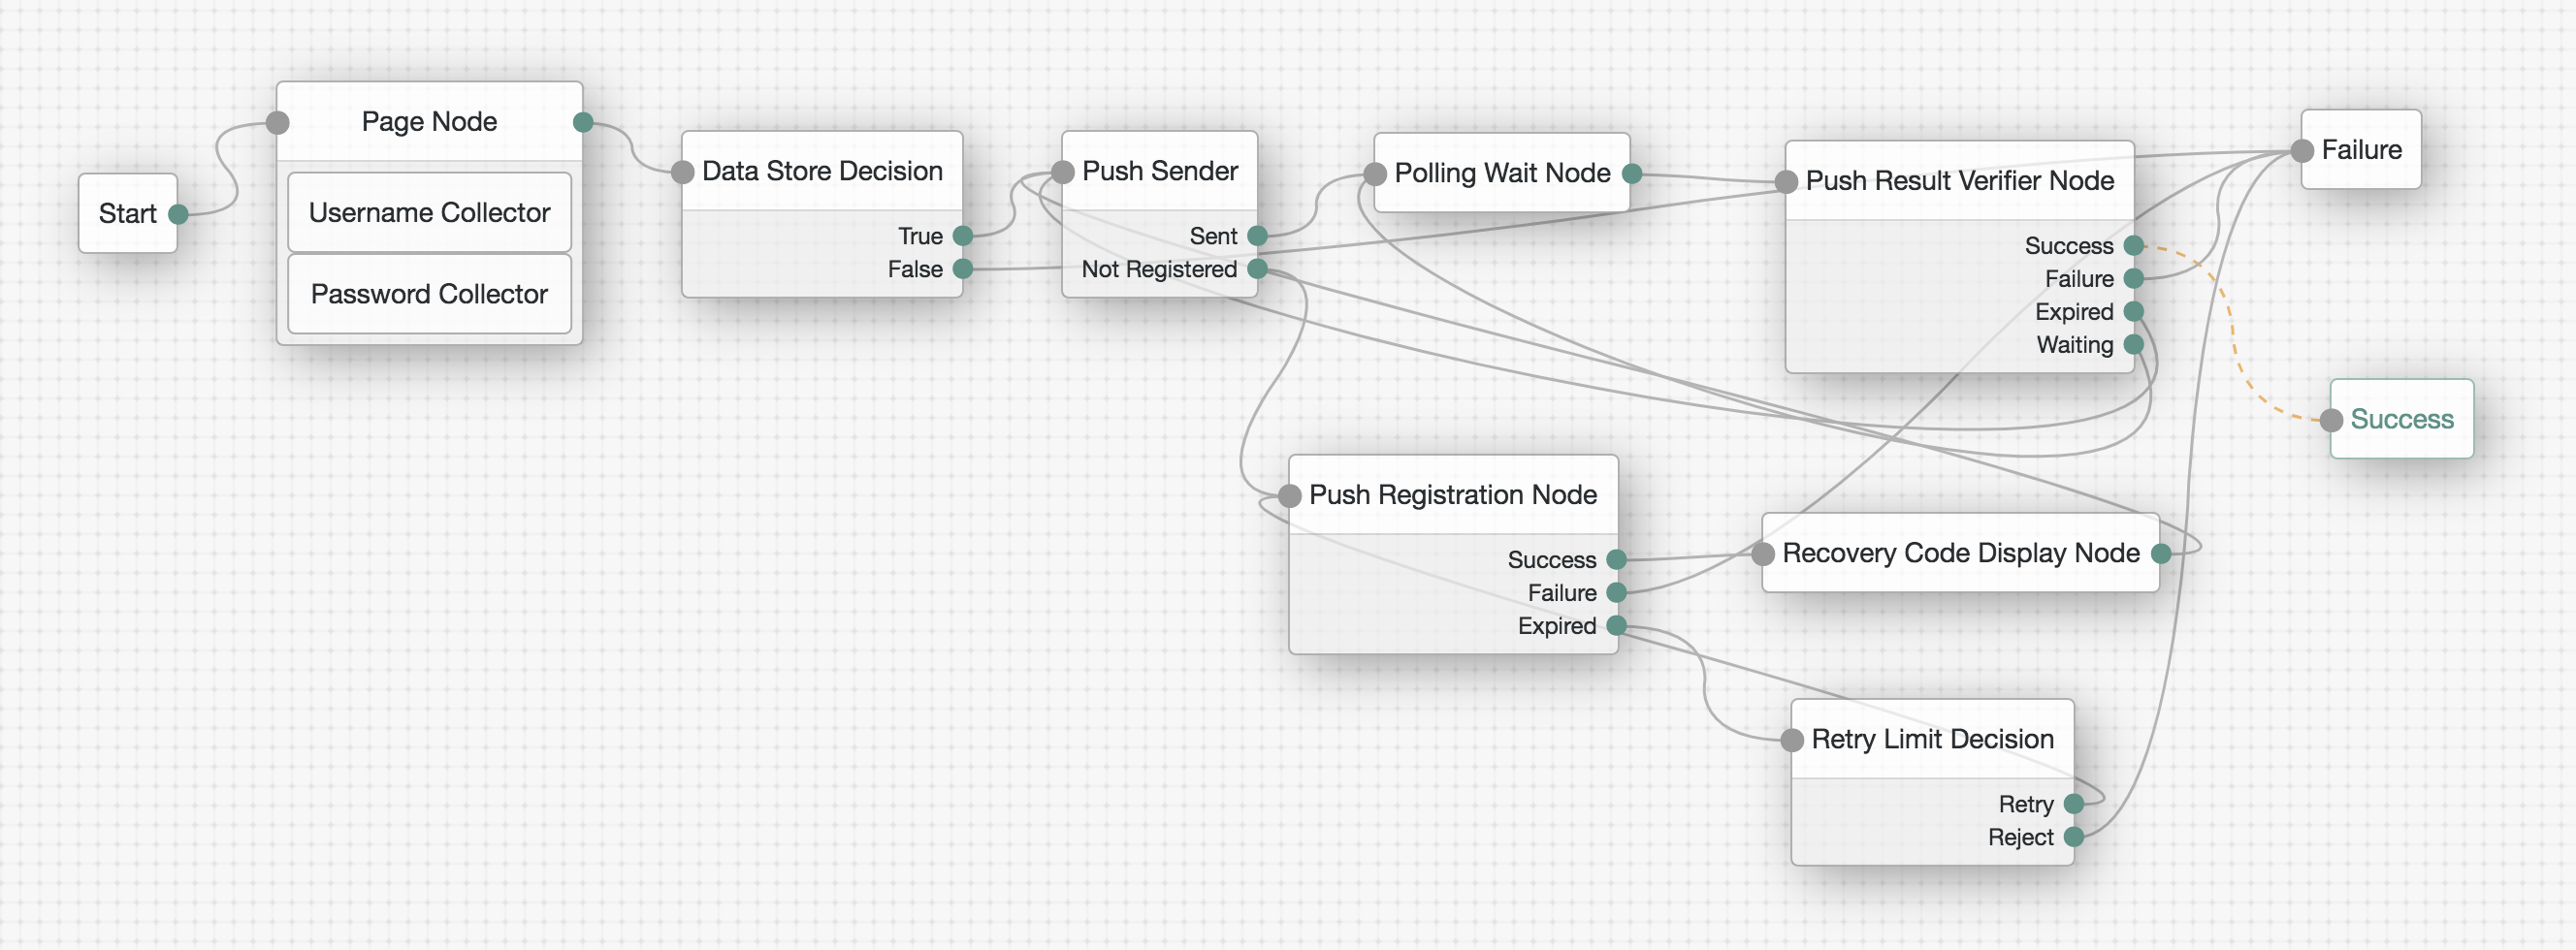 Start
Page Node
Username Collector
Password Collector
Data Store Decision
True
False
Push Sender
Sent
Not Registered
Polling Wait Node
Push Result Verifier Node
Success
Failure
Expired
Waiting
Failure
Success
Push Registration Node
Success
Failure
Expired
Recovery Code Display Node
Retry Limit Decision
Retry
Reject